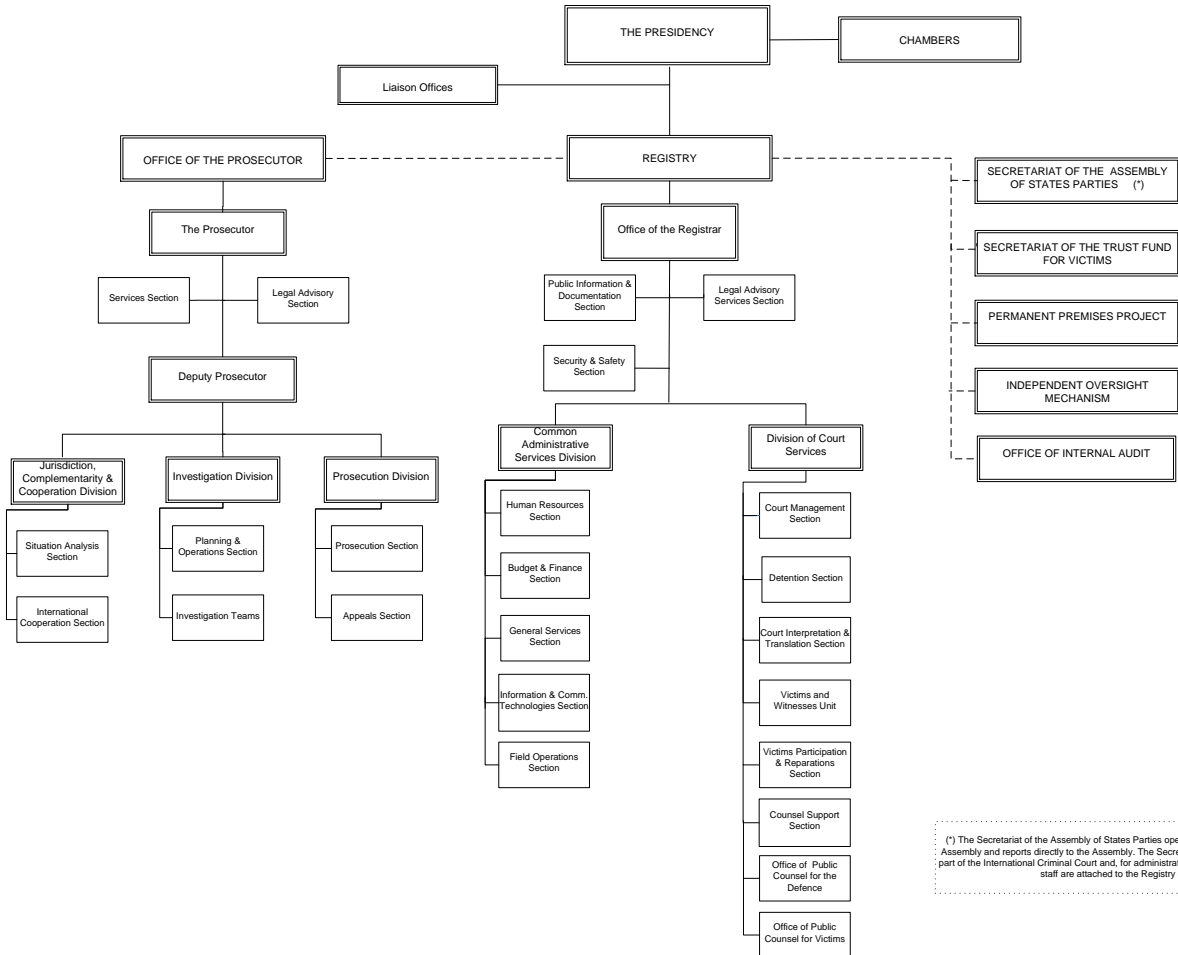 THE PRESIDENCY
CHAMBERS
Liaison Offices
OFFICE OF THE PROSECUTOR
REGISTRY
SECRETARIAT OF THE ASSEMBLY
OF STATES PARTIES (*)
The Prosecutor
Office of the Registrar
SECRETARIAT OF THE TRUST FUND
FOR VICTIMS
Services Section
Legal Advisory
Section
Public Information &
Documentation
Section
Legal Advisory
Services Section
PERMANENT PREMISES PROJECT
Security & Safety
Section
Deputy Prosecutor
INDEPENDENT OVERSIGHT
MECHANISM
Common
Administrative
Services Division
Division of Court
Services
OFFICE OF INTERNAL AUDIT
Jurisdiction,
Complementarity &
Cooperation Division
Investigation Division
Prosecution Division
Situation Analysis
Section
International
Cooperation Section
Planning &
Operations Section
Investigation Teams
Prosecution Section
Appeals Section
Human Resources
Section
Budget & Finance
Section
General Services
Section
Information & Comm.
Technologies Section
Field Operations
Section
Court Management
Section
Detention Section
Court Interpretation &
Translation Section
Victims and
Witnesses Unit
Victims Participation
& Reparations
Section
Counsel Support
Section
Office of Public
Counsel for the
Defence
Office of Public
Counsel for Victims
(*) The Secretariat of the Assembly of States Parties ope
Assembly and reports directly to the Assembly. The Secre
part of the International Criminal Court and, for administrat
staff are attached to the Registry